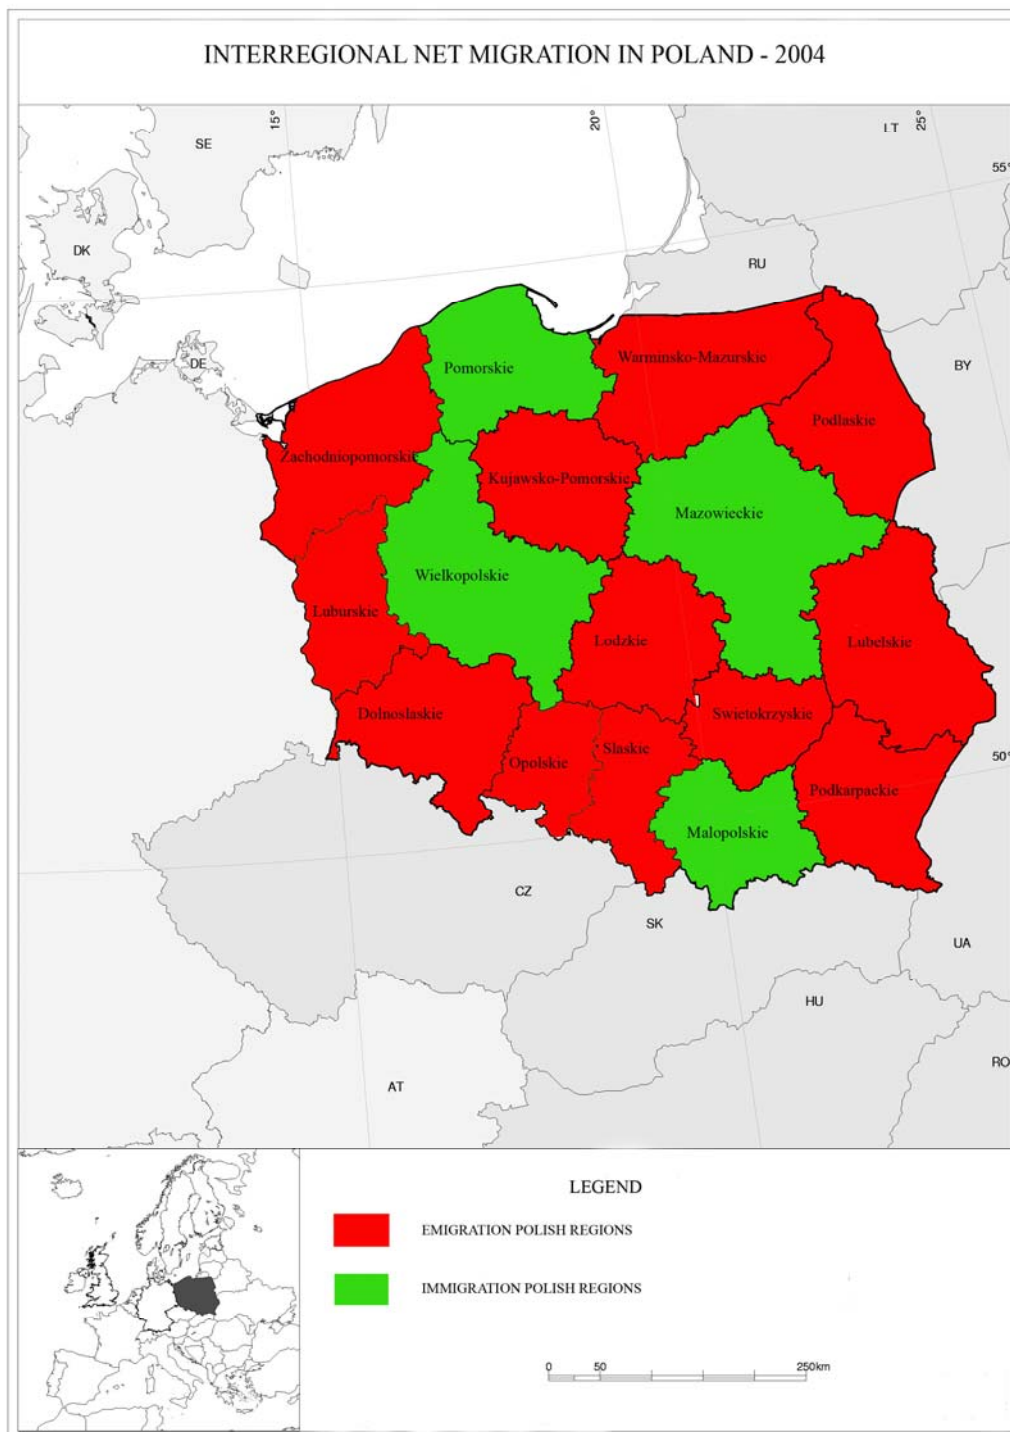 INTERREGIONAL NET MIGRATION IN POLAND - 2004
15°
20°
25°
LT
SE
55°
DK
RU
DE
Pomorskie
Warminsko-Mazurskie
BY
Podlaskie
Zachodniopomorskie
Kujawsko-Pomorskie
Mazowieckie
Wielkopolskie
Luburskie
Lodzkie
Lubelskie
Dolnoslaskie
Swietokrzyskie
Slaskie
Opolskie
50°
Podkarpackie
Malopolskie
CZ
SK
UA
HU
RO
AT
LEGEND
EMIGRATION POLISH REGIONS
IMMIGRATION POLISH REGIONS
0 50 250km